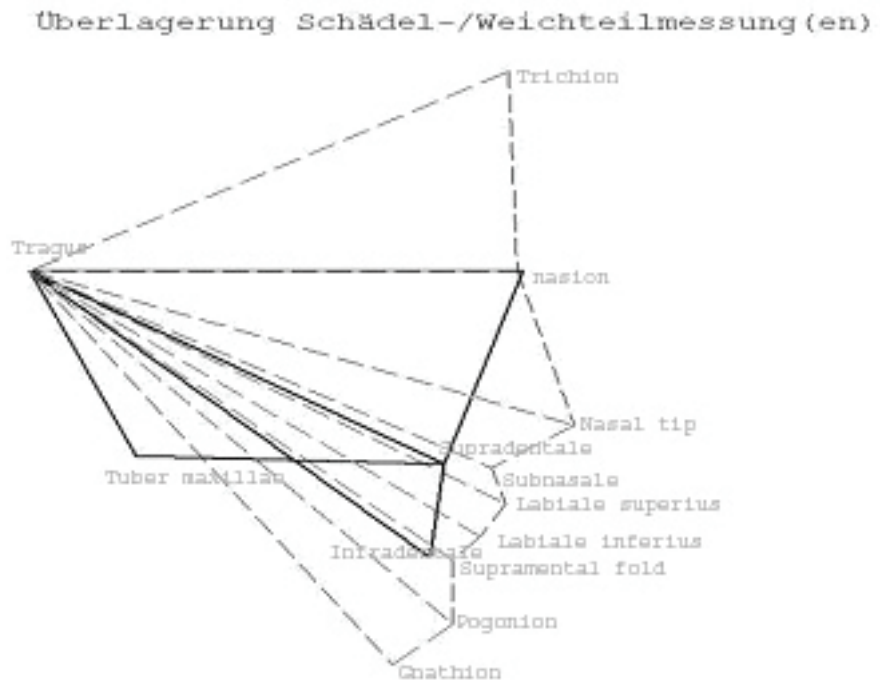 Überlagerung Schädel-/Weichteilmessung(en)
Trichion
Tragus
nasion
Nasal tip
Supradentale
Tuber maxillae
Subnasale
Labiale superius
Labiale inferius
Infradentale
Supramental fold
Pogonion
Gnathion